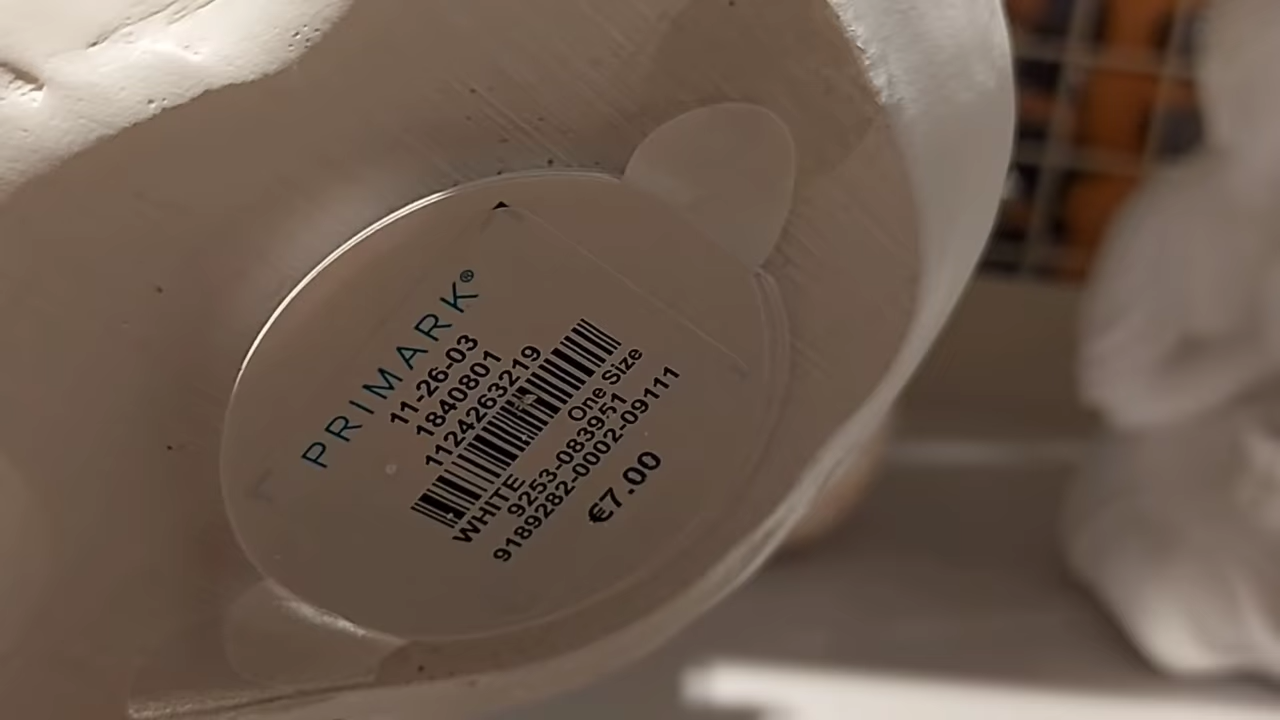 PRIMARK®
11-26-03
1840801
1124263219
One Size
WHITE
9253-083951
9189282-0002-09111
€7.00